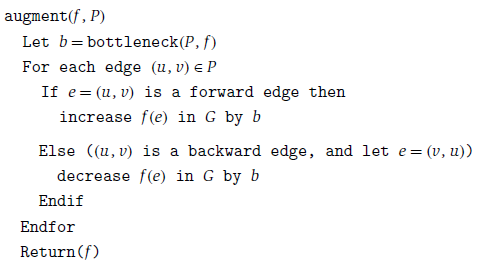 augment(f, P)
Let b = bottleneck(P, f)
For each edge (u, v) ∈ P
If e = (u, v) is a forward edge then
increase f(e) in G by b
Else ((u, v) is a backward edge, and let e = (v, u))
decrease f(e) in G by b
Endif
Endfor
Return(f)